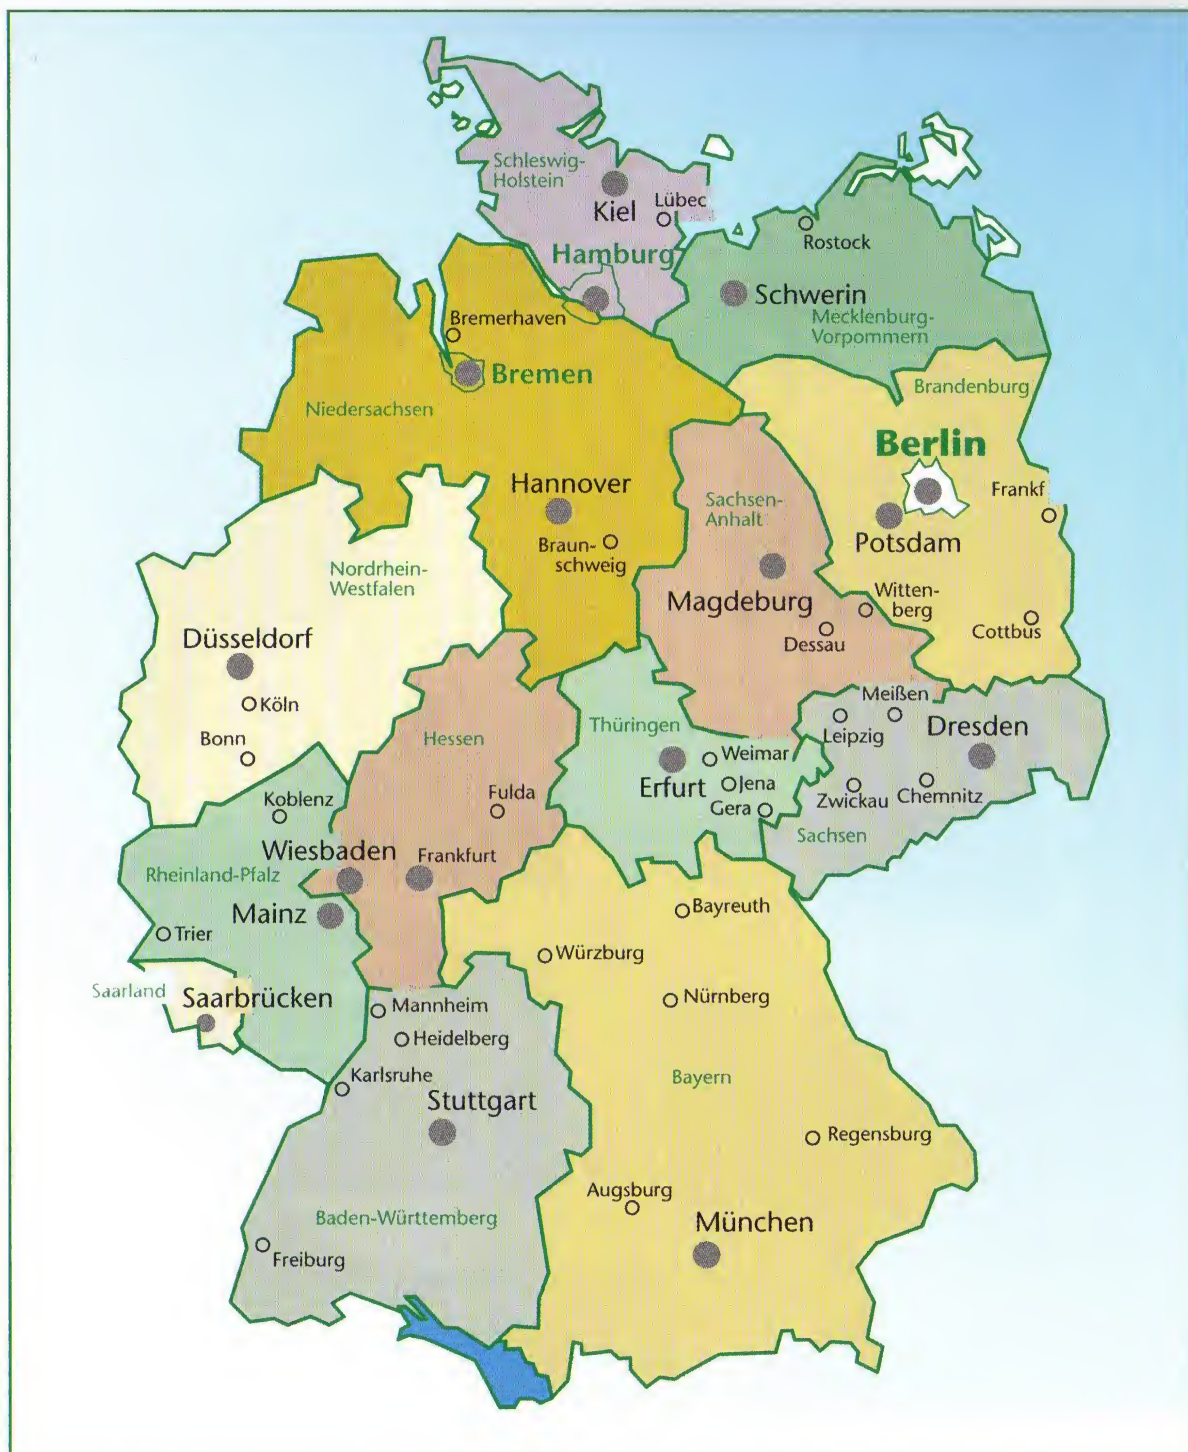 Schleswig-
Holstein
Kiel
Lübec
Hamburg
Rostock
Schwerin
Mecklenburg-
Vorpommern
Bremerhaven
Bremen
Niedersachsen
Brandenburg
Berlin
Hannover
Sachsen-
Anhalt
Frankf
Potsdam
Braun-
schweig
Nordrhein-
Westfalen
Magdeburg
Witten-
berg
Cottbus
Dessau
Düsseldorf
Köln
Bonn
Hessen
Thüringen
Meißen
Leipzig
Dresden
Weimar
Erfurt
Jena
Gera
Zwickau
Chemnitz
Sachsen
Koblenz
Fulda
Wiesbaden
Frankfurt
Rheinland-Pfalz
Mainz
Trier
Bayreuth
Würzburg
Saarland
Saarbrücken
Nürnberg
Mannheim
Heidelberg
Karlsruhe
Bayern
Stuttgart
Regensburg
Augsburg
Baden-Württemberg
München
Freiburg